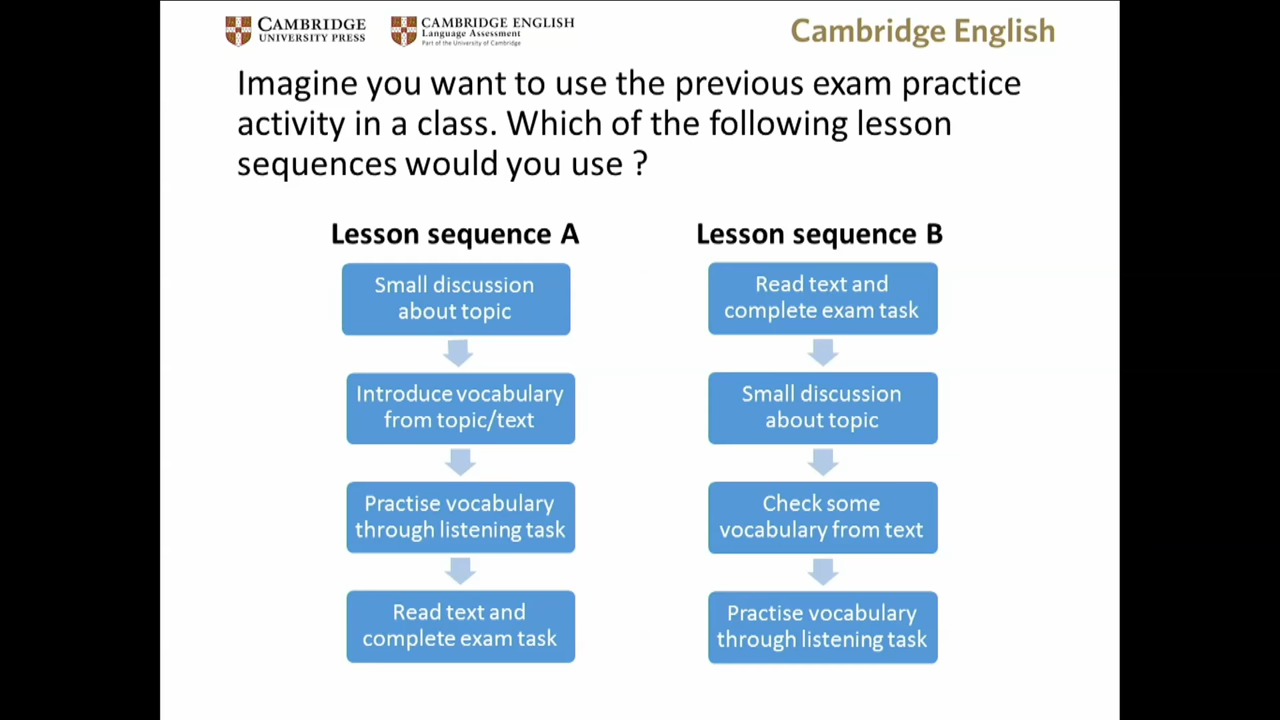 CAMBRIDGE
UNIVERSITY PRESS
CAMBRIDGE ENGLISH
Language Assessment
Part of the University of Cambridge
Cambridge English
Imagine you want to use the previous exam practice
activity in a class. Which of the following lesson
sequences would you use ?
Lesson sequence A
Small discussion
about topic
Introduce vocabulary
from topic/text
Practise vocabulary
through listening task
Read text and
complete exam task
Lesson sequence B
Read text and
complete exam task
Small discussion
about topic
Check some
vocabulary from text
Practise vocabulary
through listening task